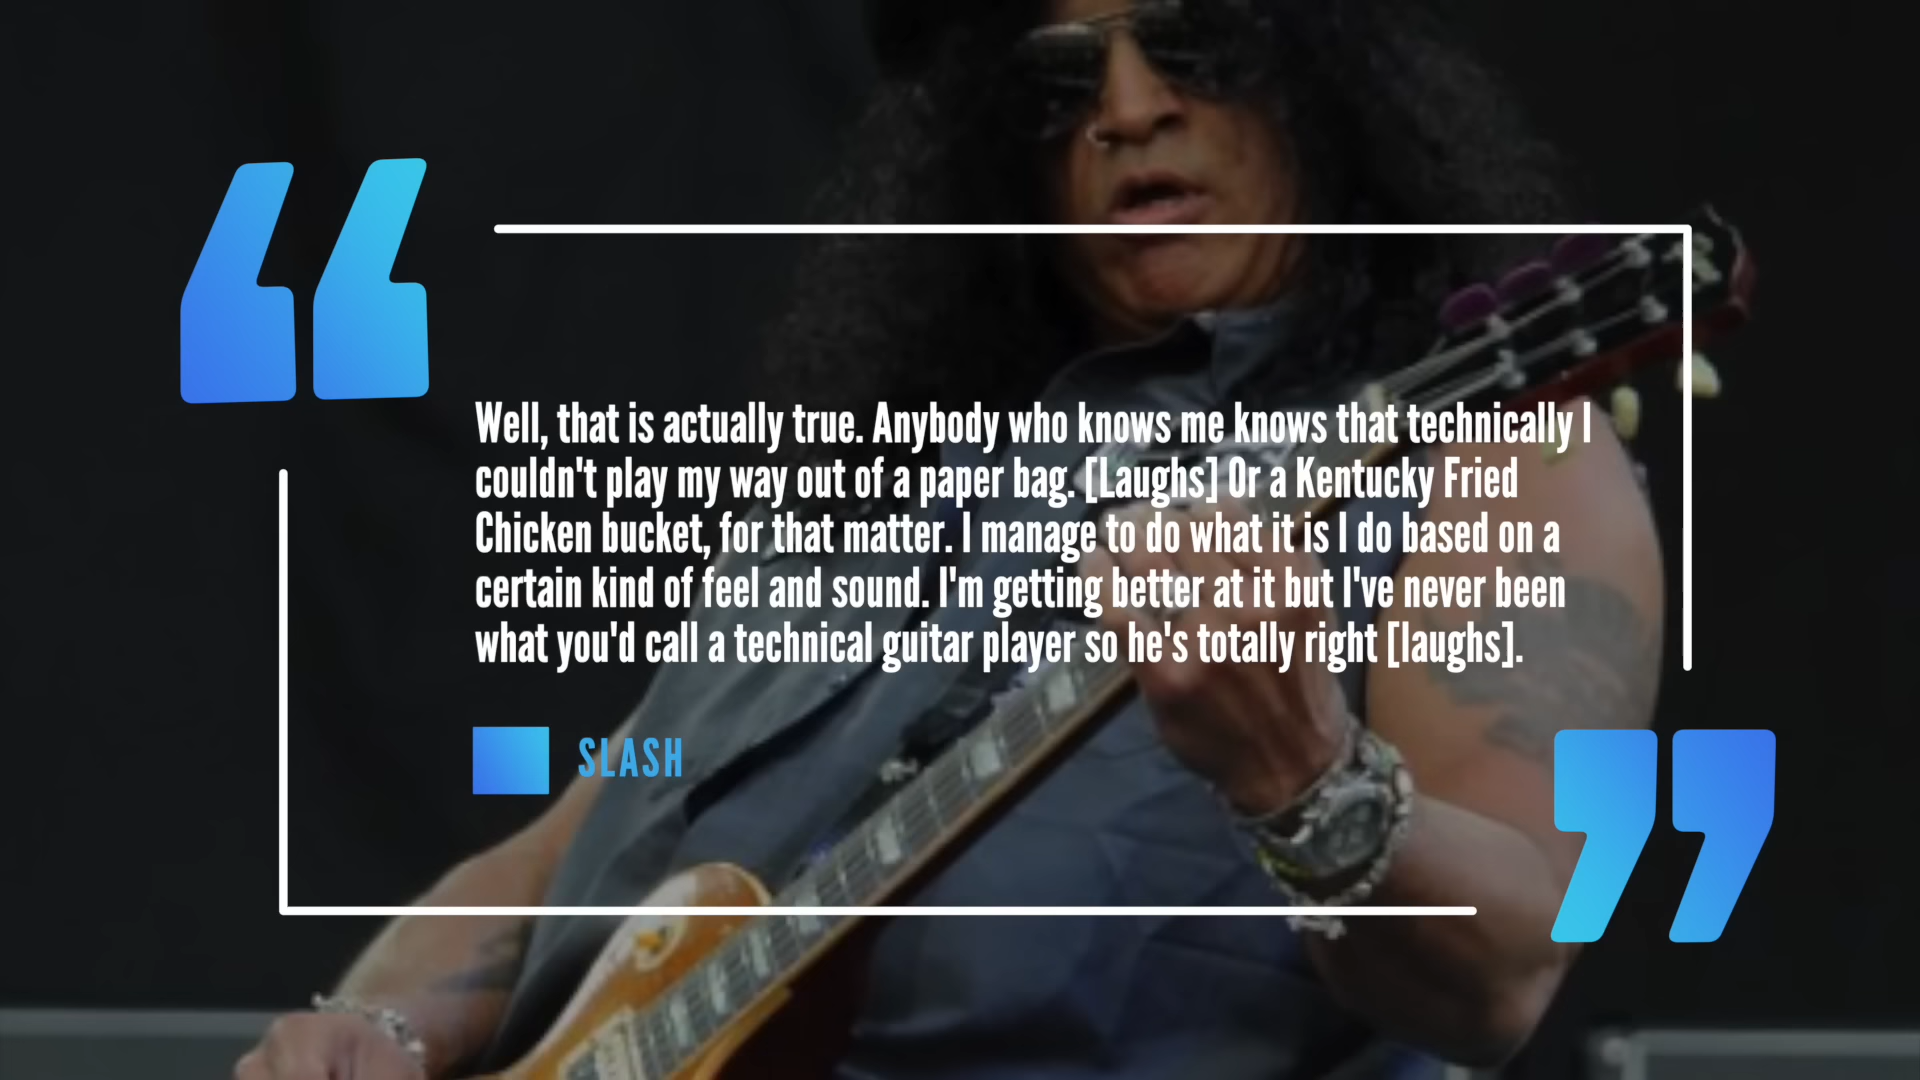 Well, that is actually true. Anybody who knows me knows that technically I
couldn't play my way out of a paper bag. [Laughs] Or a Kentucky Fried
Chicken bucket, for that matter. I manage to do what it is I do based on a
certain kind of feel and sound. I'm getting better at it but I've never been
what you'd call a technical guitar player so he's totally right [laughs].
SLASH